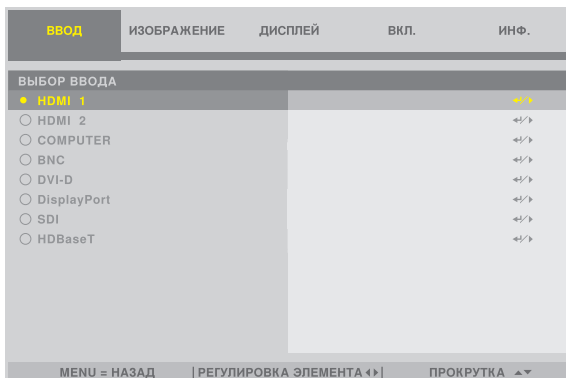 ВВОД ИЗОБРАЖЕНИЕ ДИСПЛЕЙ ВКЛ. ИНФ.
ВЫБОР ВВОДА
HDMI 1
HDMI 2
COMPUTER
BNC
DVI-D
DisplayPort
SDI
HDBaseT
MENU = НАЗАД |РЕГУЛИРОВКА ЭЛЕМЕНТА| ПРОКРУТКА